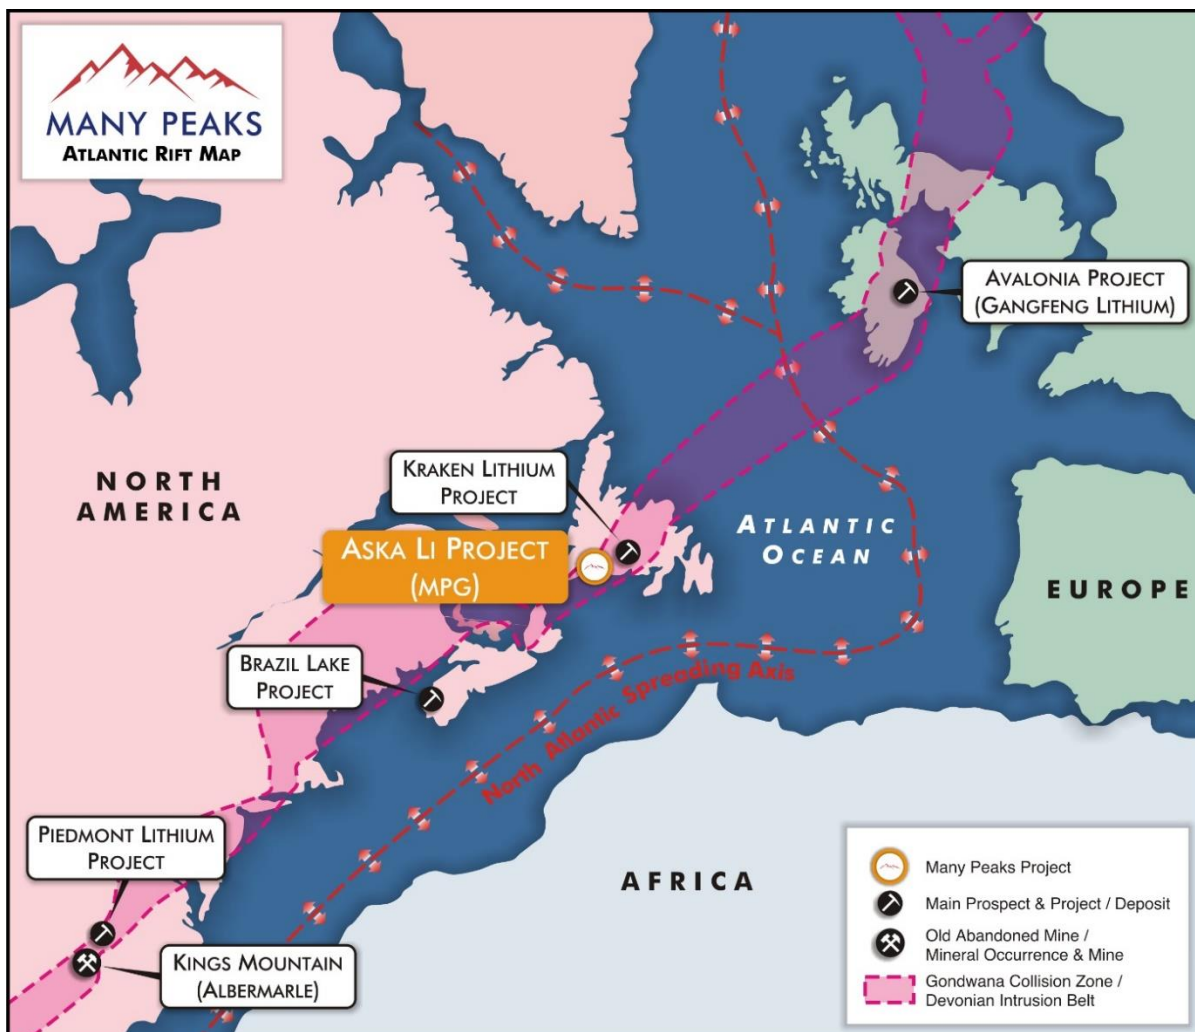 MANY PEAKS
ATLANTIC RIFT MAP
AVALONIA PROJECT
(GANGFENG LITHIUM)
NORTH
AMERICA
KRAKEN LITHIUM
PROJECT
ATLANTIC
OCEAN
ASKA LI PROJECT
(MPG)
EUROPE
BRAZIL LAKE
PROJECT
North Atlantic Spreading Axis
PIEDMONT LITHIUM
PROJECT
AFRICA
KINGS MOUNTAIN
(ALBERMARLE)
Many Peaks Project
Main Prospect & Project / Deposit
Old Abandoned Mine /
Mineral Occurrence & Mine
Gondwana Collision Zone /
Devonian Intrusion Belt